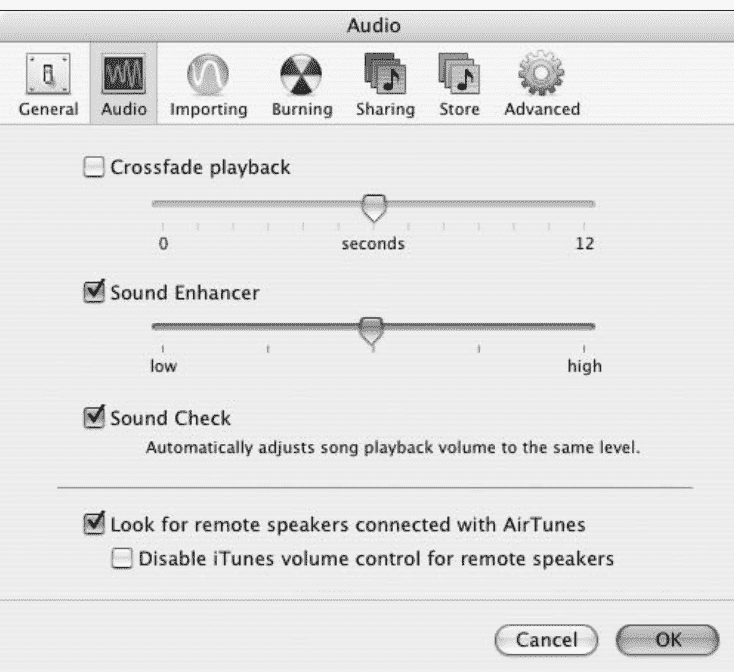 Audio
General Audio Importing Burning Sharing Store Advanced
Crossfade playback
0 seconds 12
Sound Enhancer
low high
Sound Check
Automatically adjusts song playback volume to the same level.
Look for remote speakers connected with AirTunes
Disable iTunes volume control for remote speakers
Cancel OK